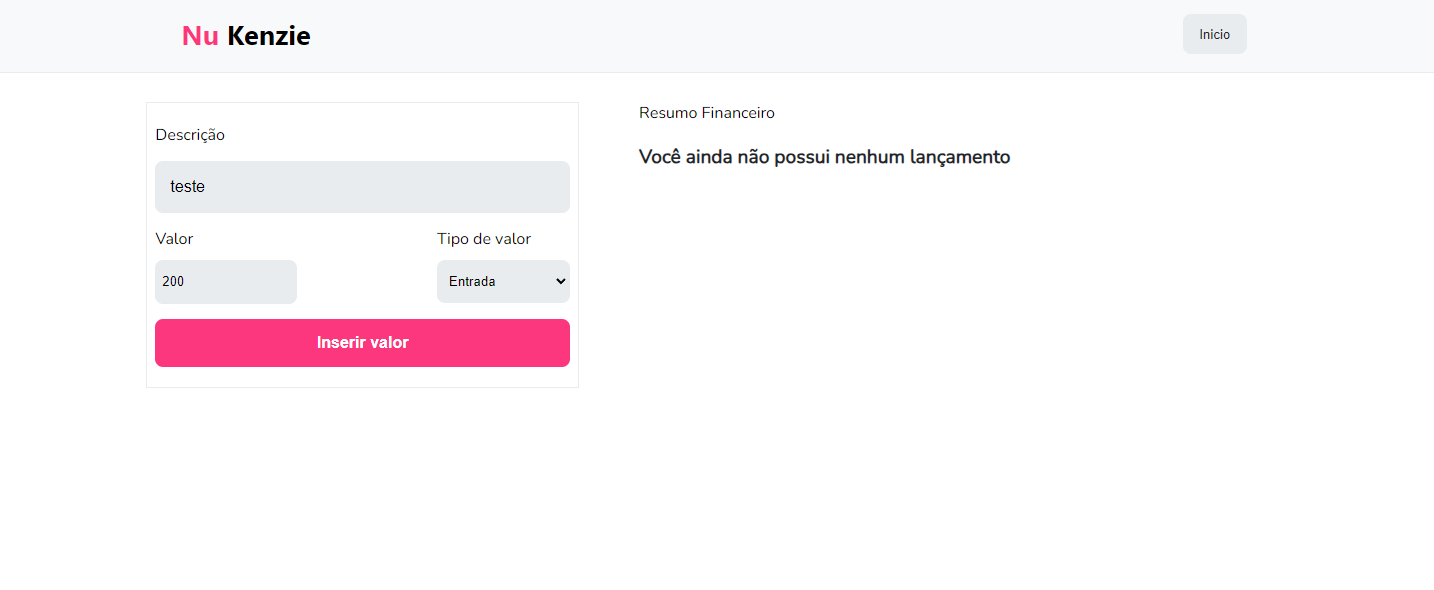 Nu Kenzie
Inicio
Descrição
teste
Valor
Tipo de valor
200
Entrada
Inserir valor
Resumo Financeiro
Você ainda não possui nenhum lançamento